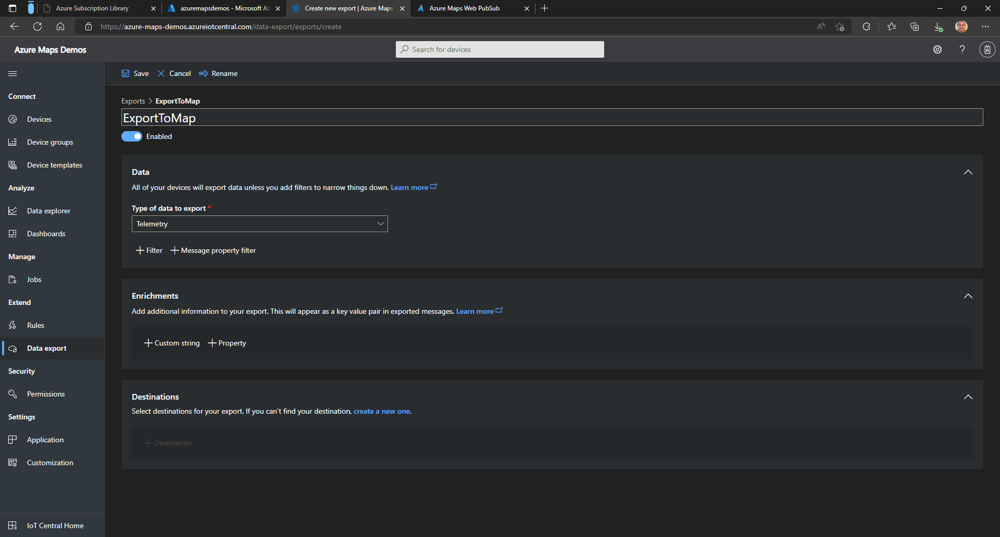 Azure Subscription Library
azuremapsdemos - Microsoft Az
Create new export | Azure Maps
Azure Maps Web PubSub
https://azure-maps-demos.azureiotcentral.com/data-export/exports/create
Azure Maps Demos
Search for devices
Save
Cancel
Rename
Connect
Devices
Device groups
Device templates
Analyze
Data explorer
Dashboards
Manage
Jobs
Extend
Rules
Data export
Security
Permissions
Settings
Application
Customization
IoT Central Home
Exports > ExportToMap
ExportToMap
Enabled
Data
All of your devices will export data unless you add filters to narrow things down. Learn more
Type of data to export *
Telemetry
+ Filter
+ Message property filter
Enrichments
Add additional information to your export. This will appear as a key value pair in exported messages. Learn more
+ Custom string
+ Property
Destinations
Select destinations for your export. If you can't find your destination, create a new one.
+ Destination